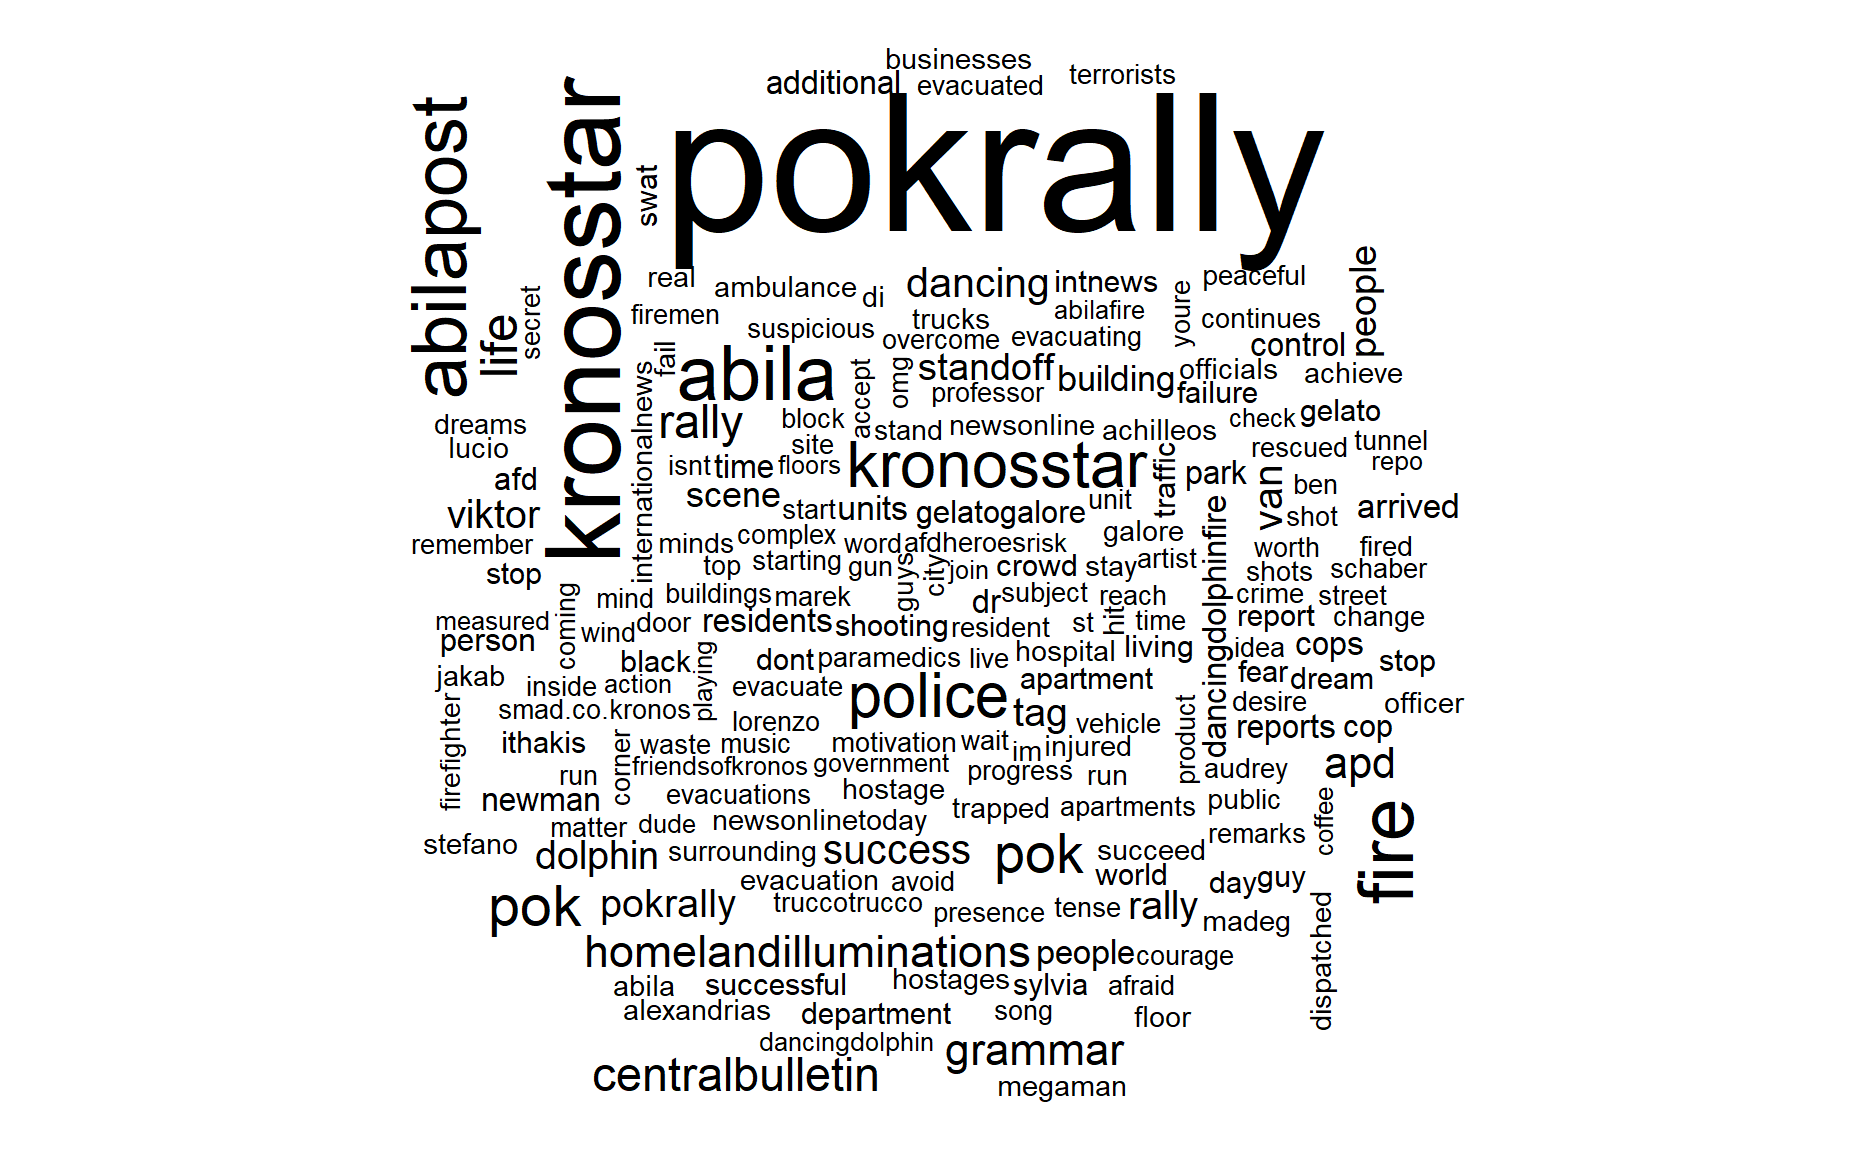 businesses
additional
evacuated
terrorists
pokrally
abilapost
kronosstar
swat
life
secret
real
ambulance
di
dancing
intnews
peaceful
people
firemen
suspicious
trucks
abilafire
youre
continues
overcome
evacuating
control
fail
abila
accept
omg
standoff
building
officials
achieve
professor
failure
internationalnews
dreams
rally
block
stand
newsonline
achilleos
check
gelato
lucio
site
rescued
tunnel
isnt
time
floors
kronosstar
traffic
park
repo
afd
scene
van
ben
viktor
start
units
gelatogalore
unit
shot
arrived
remember
minds
complex
word
afdheroes
risk
galore
dancingdolphinfire
worth
fired
stop
top
starting
gun
guys
city
join
crowd
stay
artist
shots
schaber
coming
mind
buildings
marek
dr
subject
reach
crime
street
measured
person
wind
door
residents
shooting
resident
st
hit
time
report
change
black
playing
dont
paramedics
live
hospital
living
idea
cops
stop
jakab
inside
action
evacuate
police
apartment
fear
dream
firefighter
smad.co.kronos
lorenzo
tag
vehicle
product
desire
officer
ithakis
corner
waste
music
motivation
wait
im
injured
reports
cop
run
friendsofkronos
government
progress
run
audrey
apd
newman
evacuations
hostage
trapped
apartments
public
coffee
fire
matter
dude
newsonlinetoday
remarks
stefano
dolphin
surrounding
success
pok
succeed
evacuation
avoid
world
day
guy
pok
pokrally
truccotrucco
presence
tense
rally
madeg
dispatched
homelandilluminations
people
courage
abila
successful
hostages
sylvia
afraid
alexandrias
department
song
floor
dancingdolphin
grammar
centralbulletin
megaman